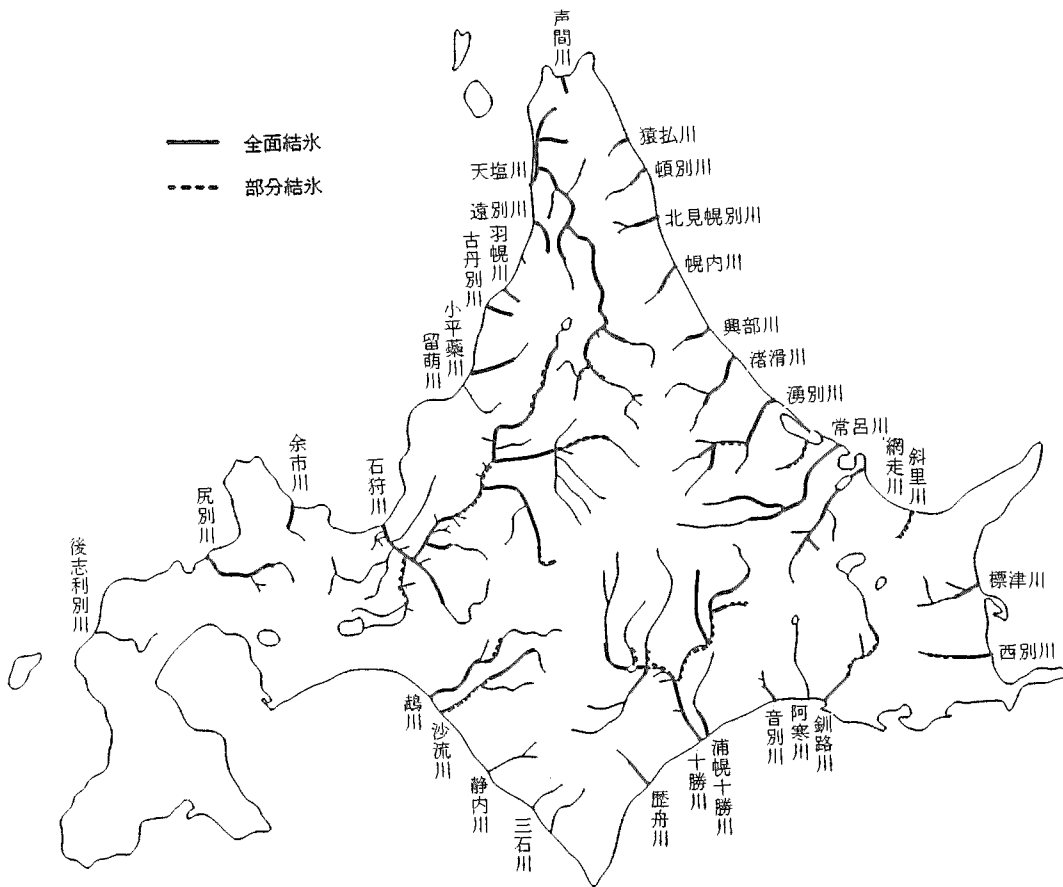 声間川
全面結氷
部分結氷
猿払川
頓別川
北見幌別川
幌内川
興部川
渚滑川
湧別川
常呂川
網走川
斜里川
標津川
西別川
天塩川
遠別川
羽幌川
古丹別川
小平蘂川
留萌川
石狩川
余市川
尻別川
後志利別川
鵡川
沙流川
静内川
三石川
歴舟川
十勝川
浦幌十勝川
音別川
阿寒川
釧路川